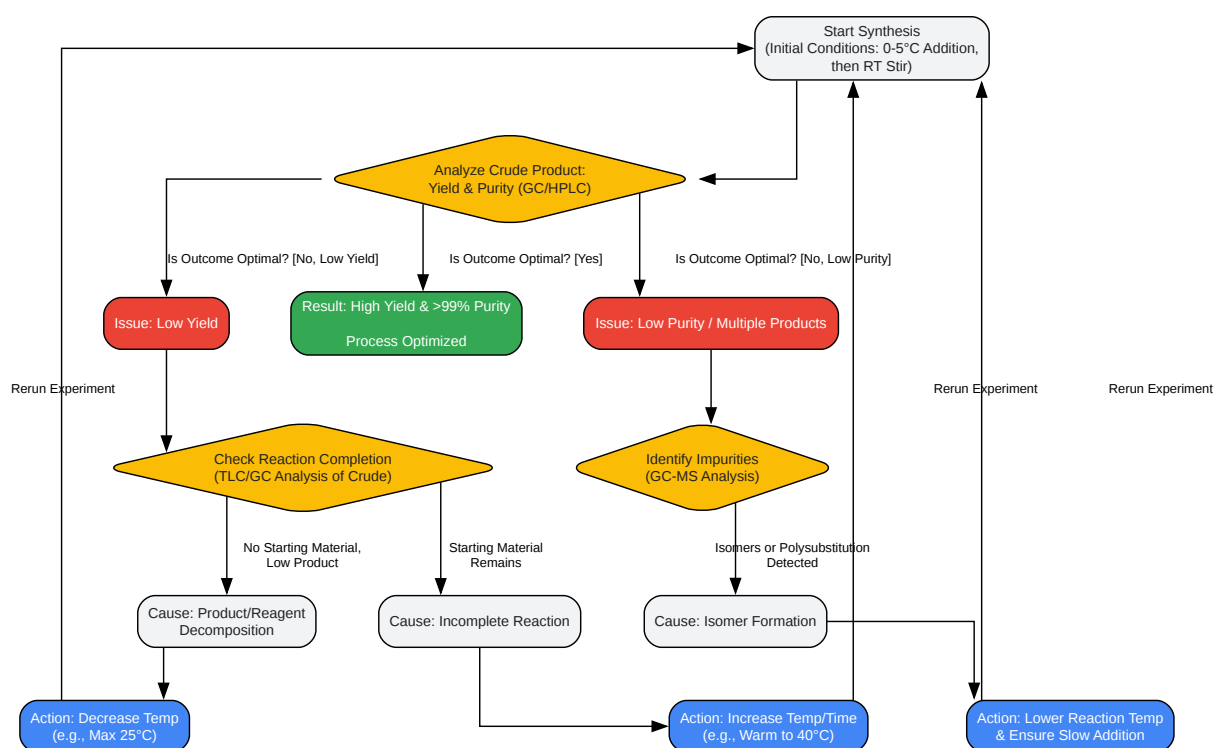 Start Synthesis
(Initial Conditions: 0-5°C Addition,
then RT Stir)
Analyze Crude Product:
Yield & Purity (GC/HPLC)
Is Outcome Optimal? [No, Low Yield]
Is Outcome Optimal? [Yes]
Is Outcome Optimal? [No, Low Purity]
Issue: Low Yield
Result: High Yield & >99% Purity
Process Optimized
Issue: Low Purity / Multiple Products
Rerun Experiment
Rerun Experiment
Rerun Experiment
Check Reaction Completion
(TLC/GC Analysis of Crude)
Identify Impurities
(GC-MS Analysis)
No Starting Material,
Low Product
Starting Material
Remains
Isomers or Polysubstitution
Detected
Cause: Product/Reagent
Decomposition
Cause: Incomplete Reaction
Cause: Isomer Formation
Action: Decrease Temp
(e.g., Max 25°C)
Action: Increase Temp/Time
(e.g., Warm to 40°C)
Action: Lower Reaction Temp
& Ensure Slow Addition